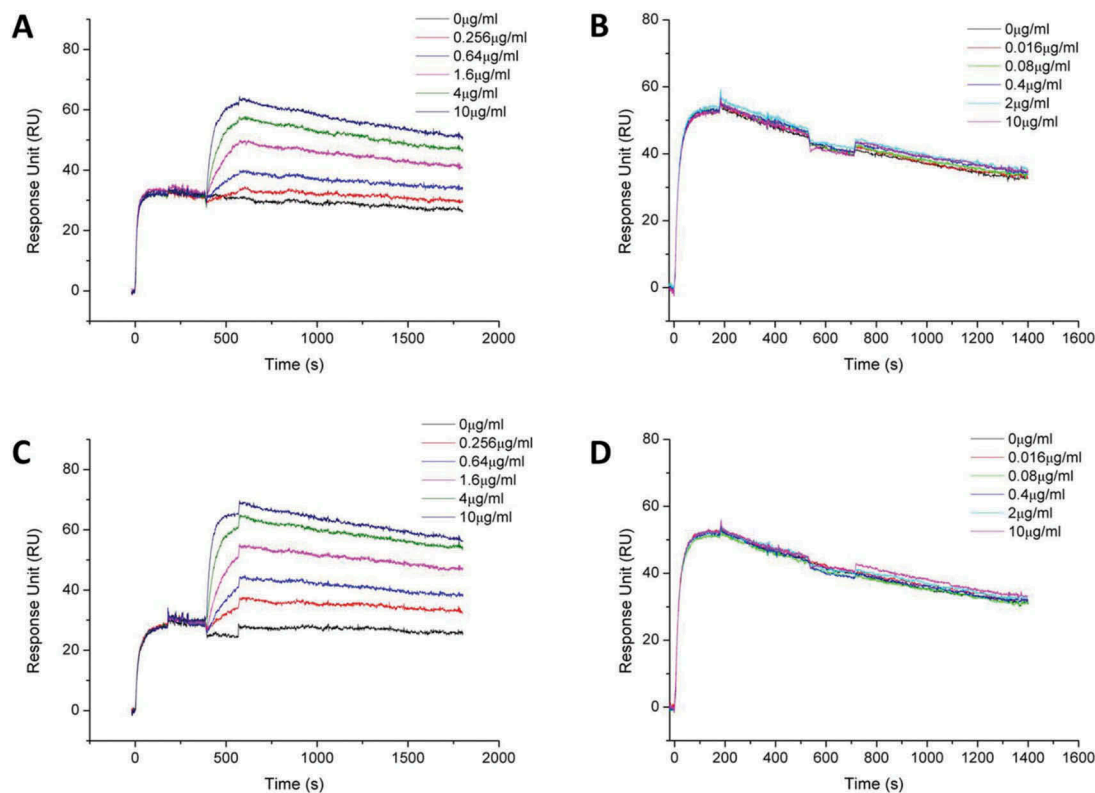 A
0μg/ml
0.256μg/ml
0.64μg/ml
1.6μg/ml
4μg/ml
10μg/ml
Response Unit (RU)
80
60
40
20
0
0
500
1000
1500
2000
Time (s)
B
0μg/ml
0.016μg/ml
0.08μg/ml
0.4μg/ml
2μg/ml
10μg/ml
Response Unit (RU)
80
60
40
20
0
0
200
400
600
800
1000
1200
1400
1600
Time (s)
C
0μg/ml
0.256μg/ml
0.64μg/ml
1.6μg/ml
4μg/ml
10μg/ml
Response Unit (RU)
80
60
40
20
0
0
500
1000
1500
2000
Time (s)
D
0μg/ml
0.016μg/ml
0.08μg/ml
0.4μg/ml
2μg/ml
10μg/ml
Response Unit (RU)
80
60
40
20
0
0
200
400
600
800
1000
1200
1400
1600
Time (s)